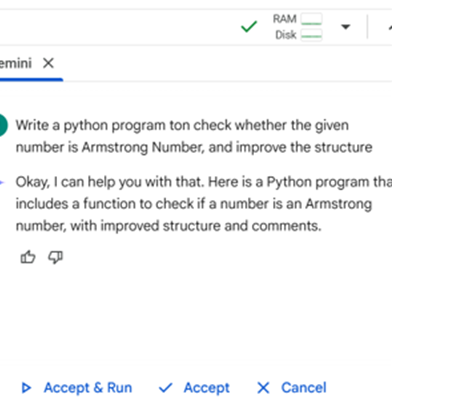 RAM
Disk
emini
Write a python program ton check whether the given
number is Armstrong Number, and improve the structure
Okay, I can help you with that. Here is a Python program tha
includes a function to check if a number is an Armstrong
number, with improved structure and comments.
Accept & Run Accept Cancel